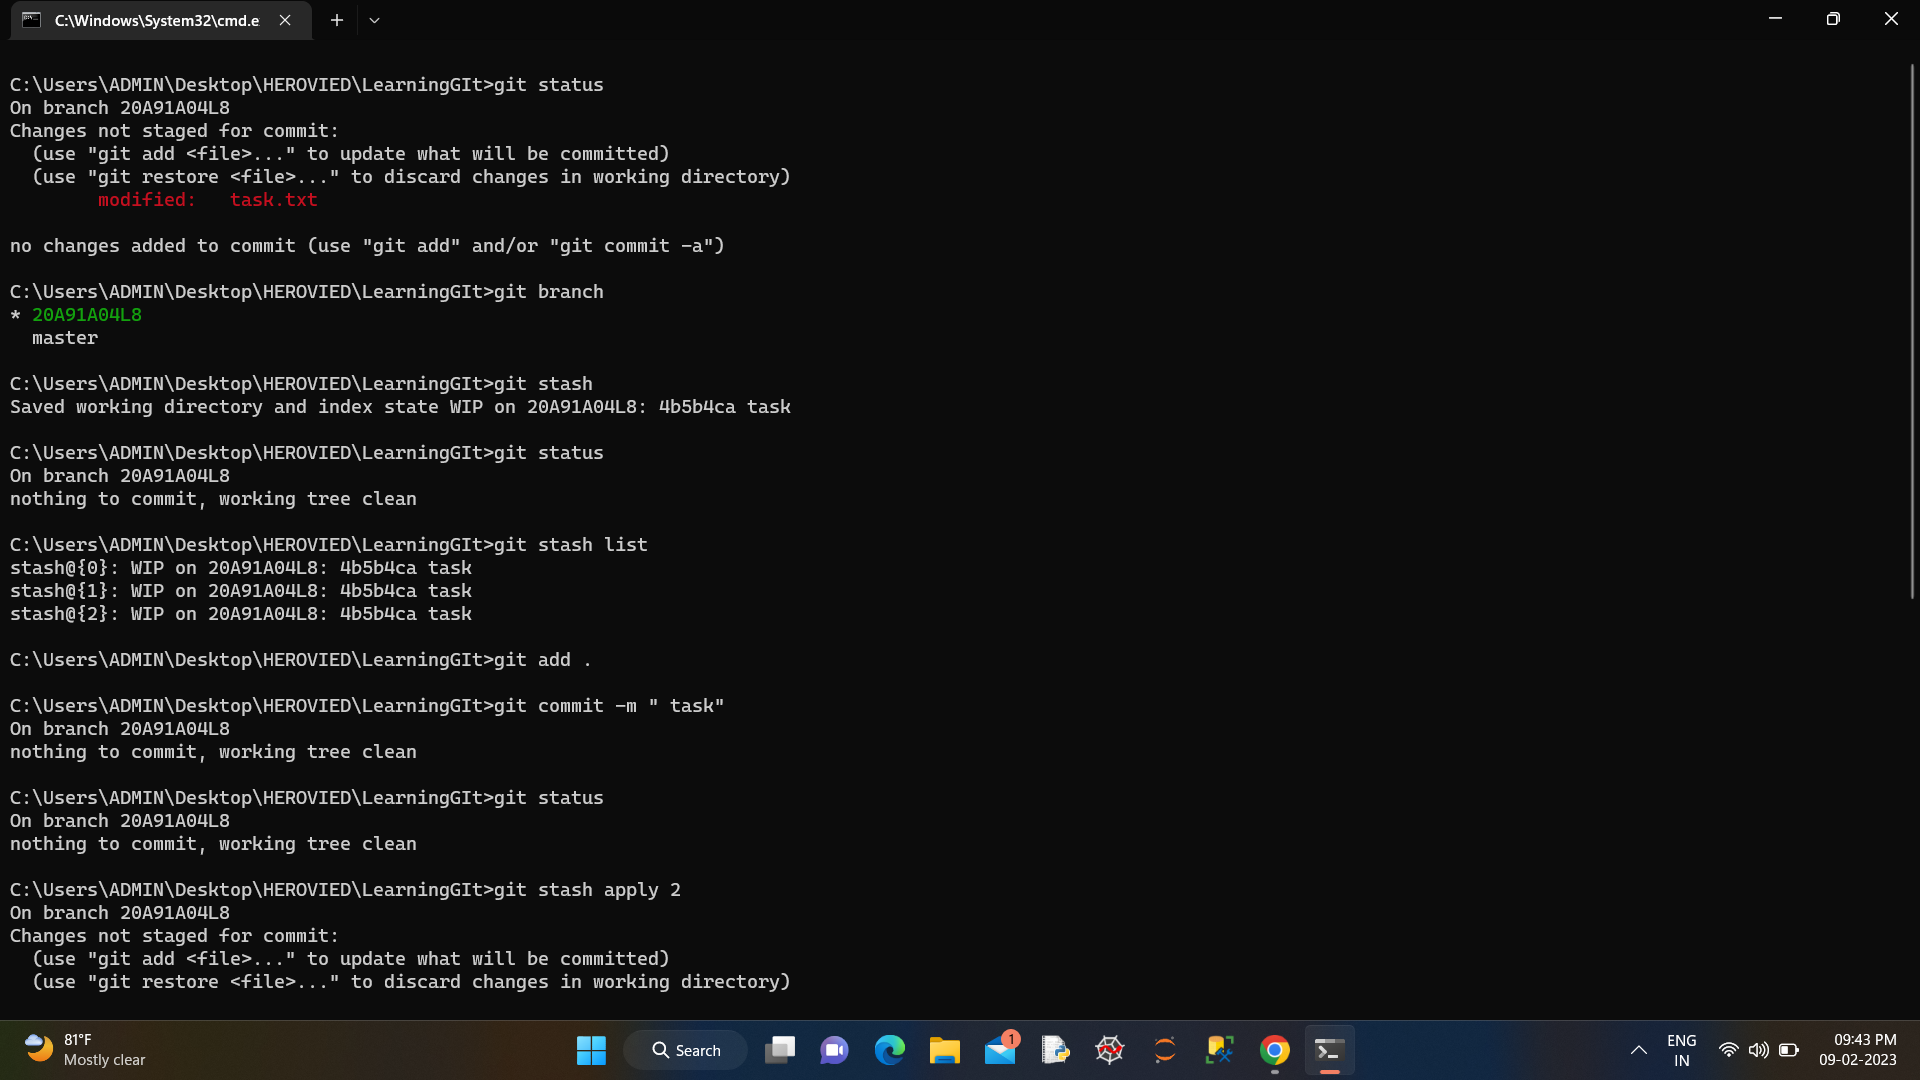 C:\Windows\System32\cmd.e
C:\Users\ADMIN\Desktop\HEROVIED\LearningGIt>git status
On branch 20A91A04L8
Changes not staged for commit:
  (use "git add <file>..." to update what will be committed)
  (use "git restore <file>..." to discard changes in working directory)
        modified:   task.txt
no changes added to commit (use "git add" and/or "git commit -a")
C:\Users\ADMIN\Desktop\HEROVIED\LearningGIt>git branch
* 20A91A04L8
  master
C:\Users\ADMIN\Desktop\HEROVIED\LearningGIt>git stash
Saved working directory and index state WIP on 20A91A04L8: 4b5b4ca task
C:\Users\ADMIN\Desktop\HEROVIED\LearningGIt>git status
On branch 20A91A04L8
nothing to commit, working tree clean
C:\Users\ADMIN\Desktop\HEROVIED\LearningGIt>git stash list
stash@{0}: WIP on 20A91A04L8: 4b5b4ca task
stash@{1}: WIP on 20A91A04L8: 4b5b4ca task
stash@{2}: WIP on 20A91A04L8: 4b5b4ca task
C:\Users\ADMIN\Desktop\HEROVIED\LearningGIt>git add .
C:\Users\ADMIN\Desktop\HEROVIED\LearningGIt>git commit -m " task"
On branch 20A91A04L8
nothing to commit, working tree clean
C:\Users\ADMIN\Desktop\HEROVIED\LearningGIt>git status
On branch 20A91A04L8
nothing to commit, working tree clean
C:\Users\ADMIN\Desktop\HEROVIED\LearningGIt>git stash apply 2
On branch 20A91A04L8
Changes not staged for commit:
  (use "git add <file>..." to update what will be committed)
  (use "git restore <file>..." to discard changes in working directory)
81°F
Mostly clear
Search
1
ENG
IN
09:43 PM
09-02-2023